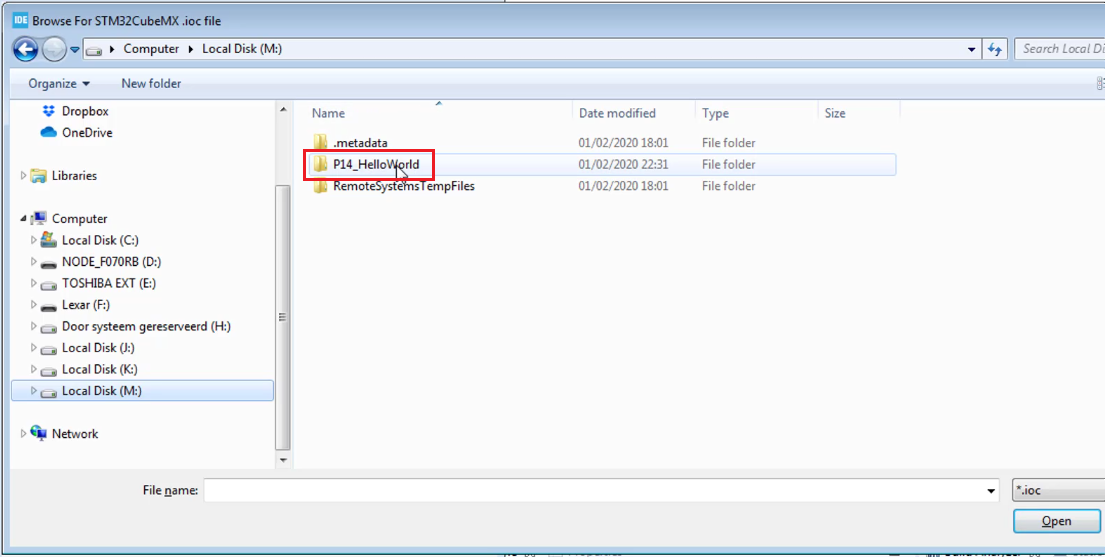 IDE Browse For STM32CubeMX .ioc file
Computer Local Disk (M:)
Search Local Di
Organize New folder
Dropbox
OneDrive
Libraries
Computer
Local Disk (C:)
NODE_F070RB (D:)
TOSHIBA EXT (E:)
Lexar (F:)
Door systeem gereserveerd (H:)
Local Disk (J:)
Local Disk (K:)
Local Disk (M:)
Network
Name Date modified Type Size
.metadata 01/02/2020 18:01 File folder
P14_HelloWorld 01/02/2020 22:31 File folder
RemoteSystemsTempFiles 01/02/2020 18:01 File folder
File name: *.ioc
Open